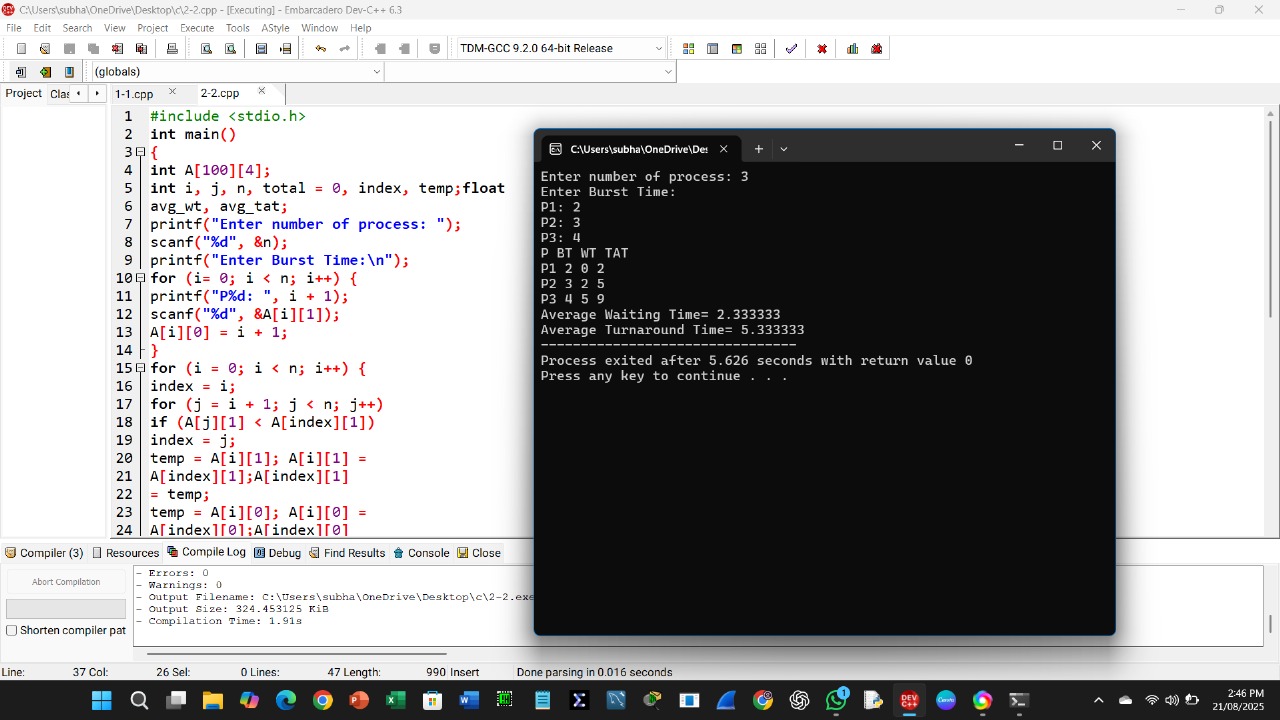 C:\Users\subha\OneDrive\Desktop\c\2-2.cpp - [Executing] - Embarcadero Dev-C++ 6.3
File Edit Search View Project Execute Tools AStyle Window Help
TDM-GCC 9.2.0 64-bit Release
(globals)
Project Clas
1-1.cpp 2-2.cpp
1 #include <stdio.h>
2 int main()
3 {
4 int A[100][4];
5 int i, j, n, total = 0, index, temp;float
6 avg_wt, avg_tat;
7 printf("Enter number of process: ");
8 scanf("%d", &n);
9 printf("Enter Burst Time:\n");
10 for (i= 0; i < n; i++) {
11 printf("P%d: ", i + 1);
12 scanf("%d", &A[i][1]);
13 A[i][0] = i + 1;
14 }
15 for (i = 0; i < n; i++) {
16 index = i;
17 for (j = i + 1; j < n; j++)
18 if (A[j][1] < A[index][1])
19 index = j;
20 temp = A[i][1]; A[i][1] =
21 A[index][1];A[index][1]
22 = temp;
23 temp = A[i][0]; A[i][0] =
24 A[index][0];A[index][0]
C:\Users\subha\OneDrive\Des
Enter number of process: 3
Enter Burst Time:
P1: 2
P2: 3
P3: 4
P BT WT TAT
P1 2 0 2
P2 3 2 5
P3 4 5 9
Average Waiting Time= 2.333333
Average Turnaround Time= 5.333333
--------------------------------
Process exited after 5.626 seconds with return value 0
Press any key to continue . . .
Compiler (3) Resources Compile Log Debug Find Results Console Close
Abort Compilation
Shorten compiler pat
- Errors: 0
- Warnings: 0
- Output Filename: C:\Users\subha\OneDrive\Desktop\c\2-2.exe
- Output Size: 324.453125 KiB
- Compilation Time: 1.91s
Line: 37 Col: 26 Sel: 0 Lines: 47 Length: 990 Insert Done parsing in 0.016 seconds
1
2:46 PM
21/08/2025